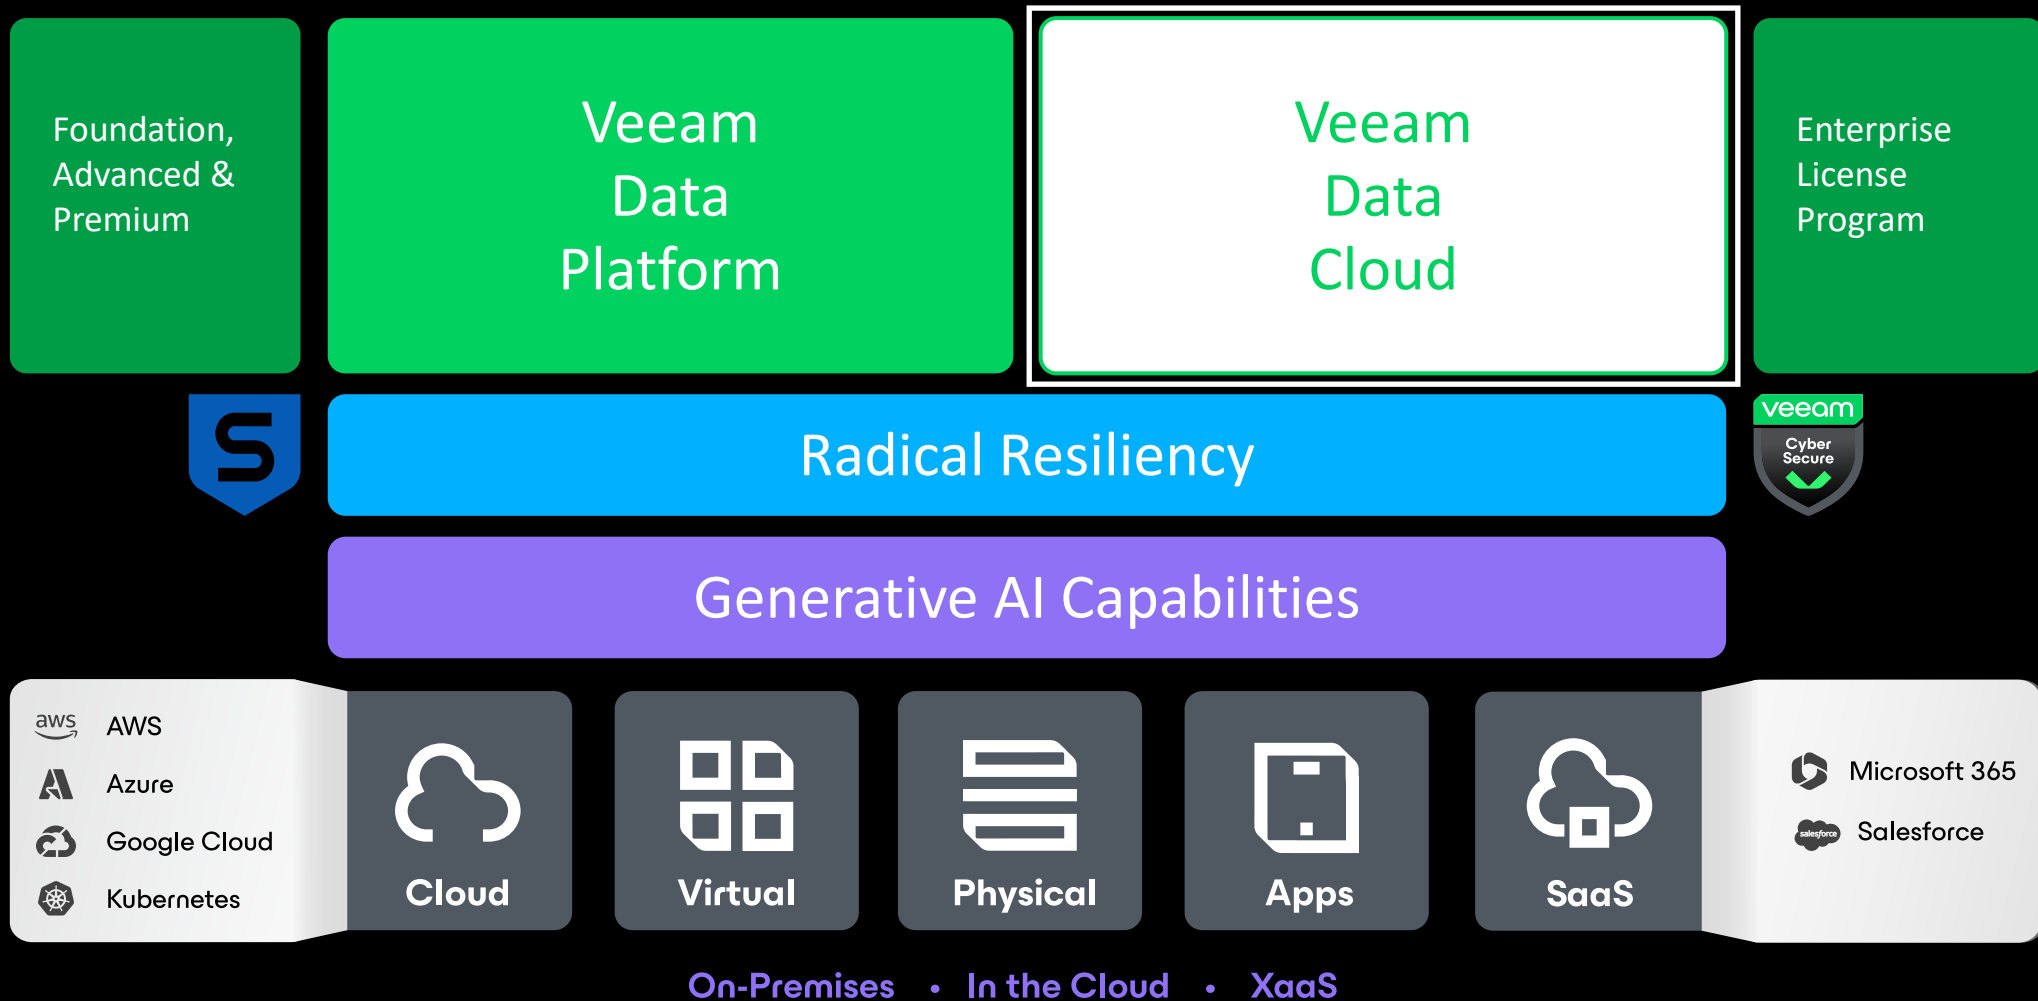 Foundation,
Advanced &
Premium
Veeam
Data
Platform
Veeam
Data
Cloud
Enterprise
License
Program
S
Radical Resiliency
veeam
Cyber
Secure
Generative AI Capabilities
aws AWS
Azure
Google Cloud
Kubernetes
Cloud
Virtual
Physical
Apps
SaaS
Microsoft 365
salesforce Salesforce
On-Premises • In the Cloud • XaaS